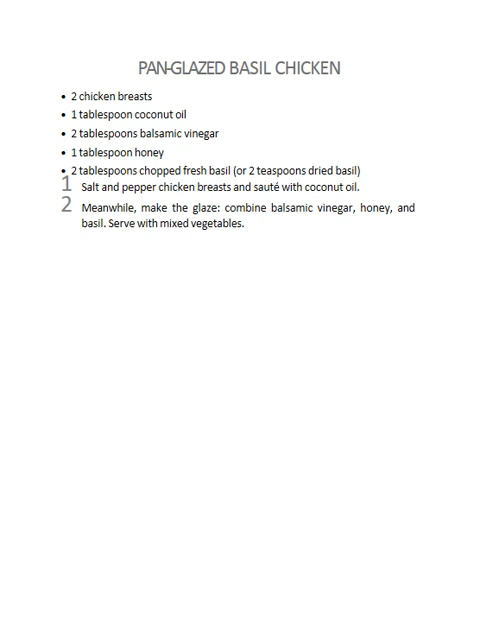 PAN-GLAZED BASIL CHICKEN
• 2 chicken breasts
• 1 tablespoon coconut oil
• 2 tablespoons balsamic vinegar
• 1 tablespoon honey
• 2 tablespoons chopped fresh basil (or 2 teaspoons dried basil)
1 Salt and pepper chicken breasts and sauté with coconut oil.
2 Meanwhile, make the glaze: combine balsamic vinegar, honey, and
basil. Serve with mixed vegetables.